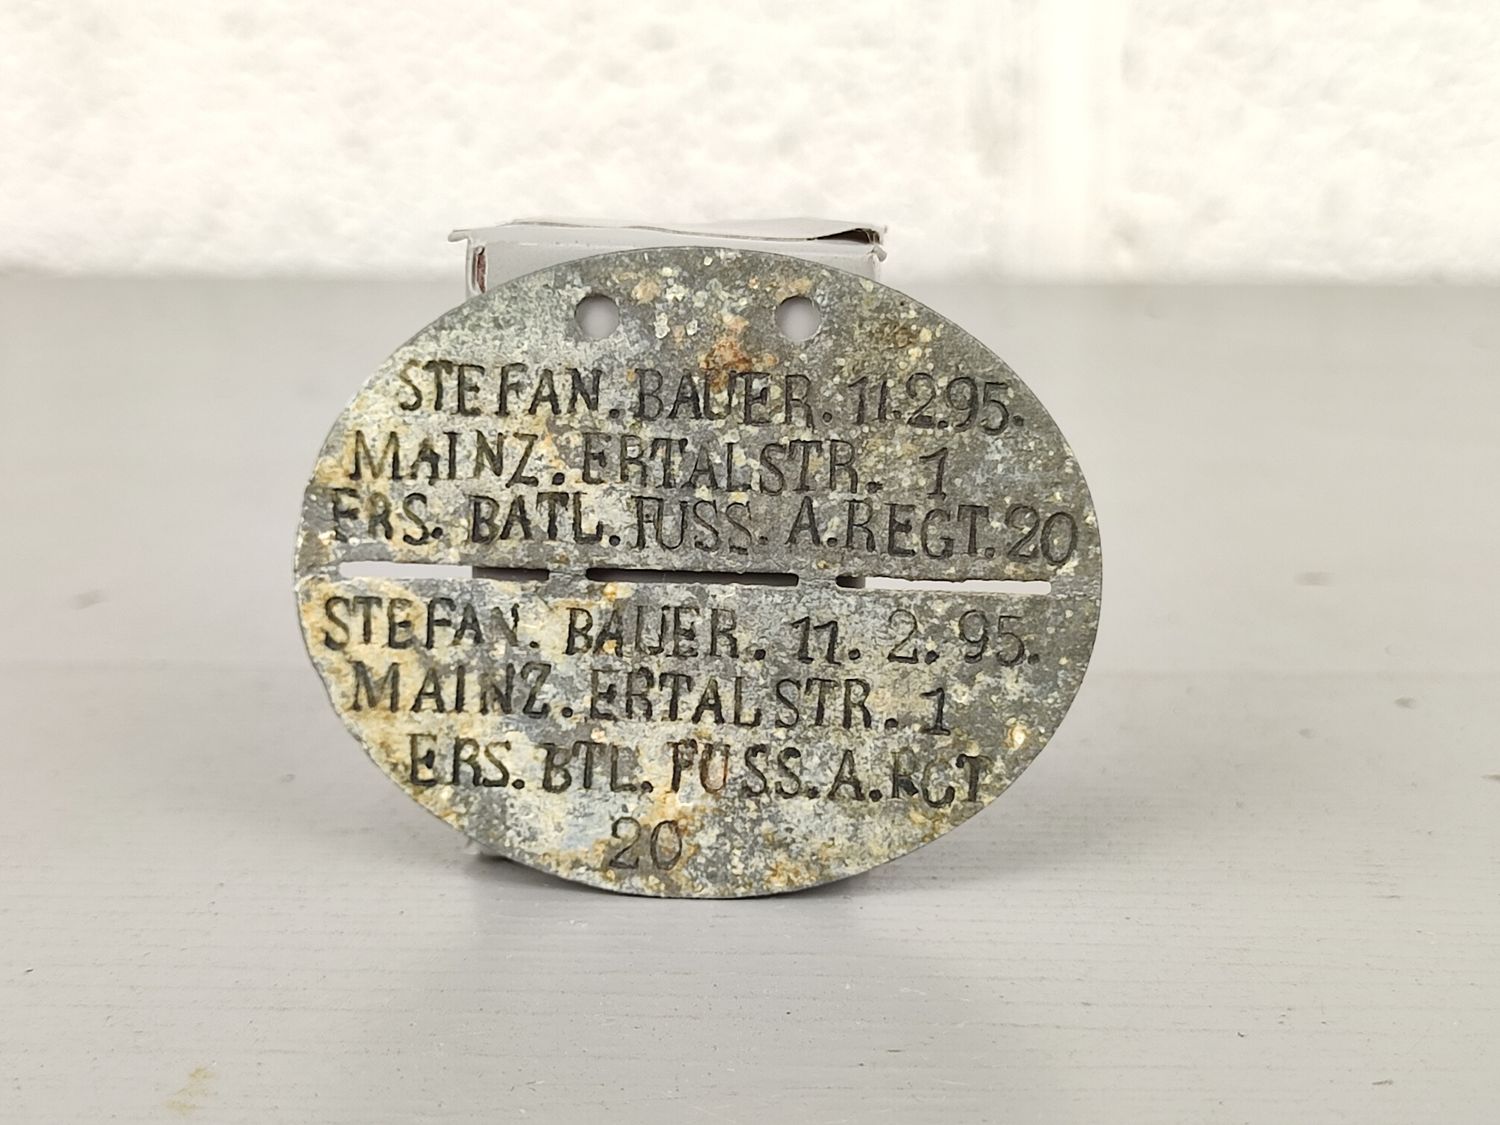 STEFAN. BAUER. 11.2.95.
MAINZ. ERTALSTR. 1
ERS. BATL. FUSS. A. REGT. 20
STEFAN. BAUER. 11. 2. 95.
MAINZ. ERTALSTR. 1
ERS. BTL. FUSS. A. RGT
20